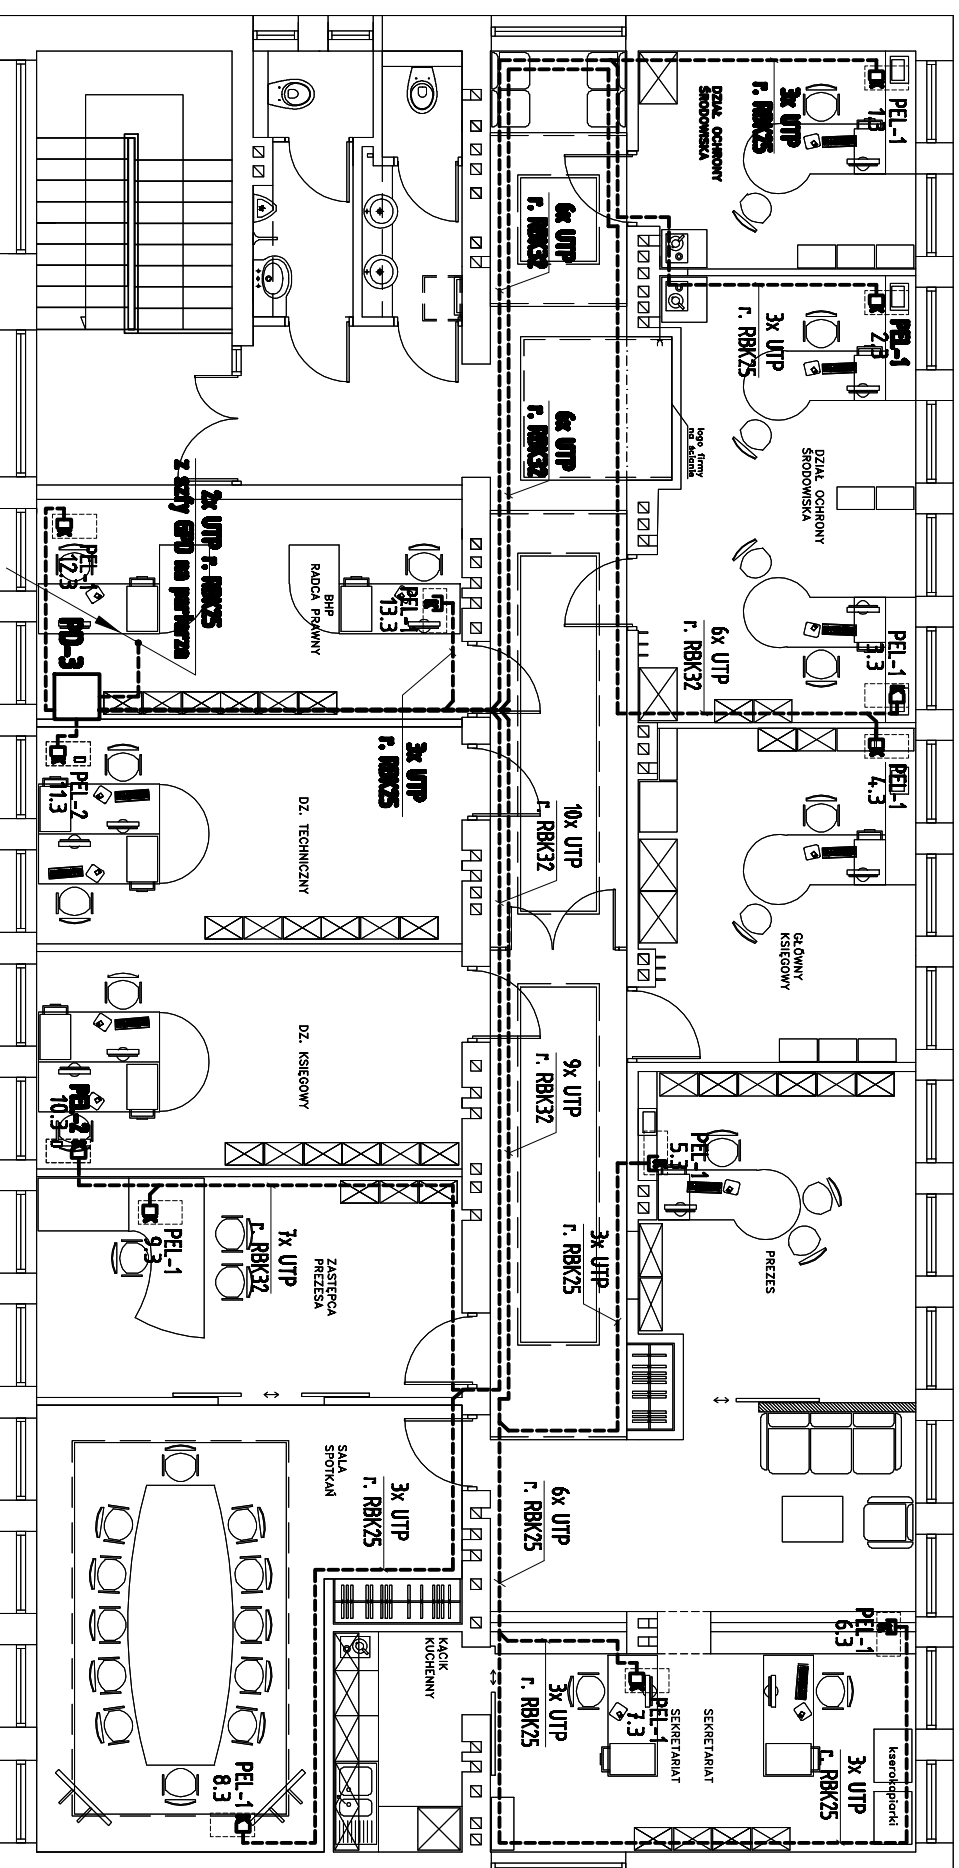 PEL-1
1.3
3x UTP
r. RBK25
DZIAŁ OCHRONY
ŚRODOWISKA
6x UTP
r. RBK32
PEL-1
2.3
3x UTP
r. RBK25
logo firmy
na ścianie
6x UTP
r. RBK32
DZIAŁ OCHRONY
ŚRODOWISKA
2x UTP r. RBK25
z szfy GPD na parterze
PEL-1
12.3
RD-3
BHP
RADCA PRAWNY
PEL-1
13.3
6x UTP
r. RBK32
PEL-1
3.3
PEL-1
4.3
3x UTP
r. RBK25
PEL-2
11.3
DZ. TECHNICZNY
10x UTP
r. RBK32
GŁÓWNY
KSIĘGOWY
DZ. KSIĘGOWY
9x UTP
r. RBK32
PEL-2
10.3
PEL-1
5.3
PEL-1
9.3
7x UTP
r. RBK32
ZASTĘPCA
PREZESA
3x UTP
r. RBK25
PREZES
SALA
SPOTKAŃ
3x UTP
r. RBK25
6x UTP
r. RBK25
PEL-1
6.3
KĄCIK
KUCHENNY
3x UTP
r. RBK25
PEL-1
7.3
SEKRETARIAT
SEKRETARIAT
3x UTP
r. RBK25
kserokopiarki
PEL-1
8.3